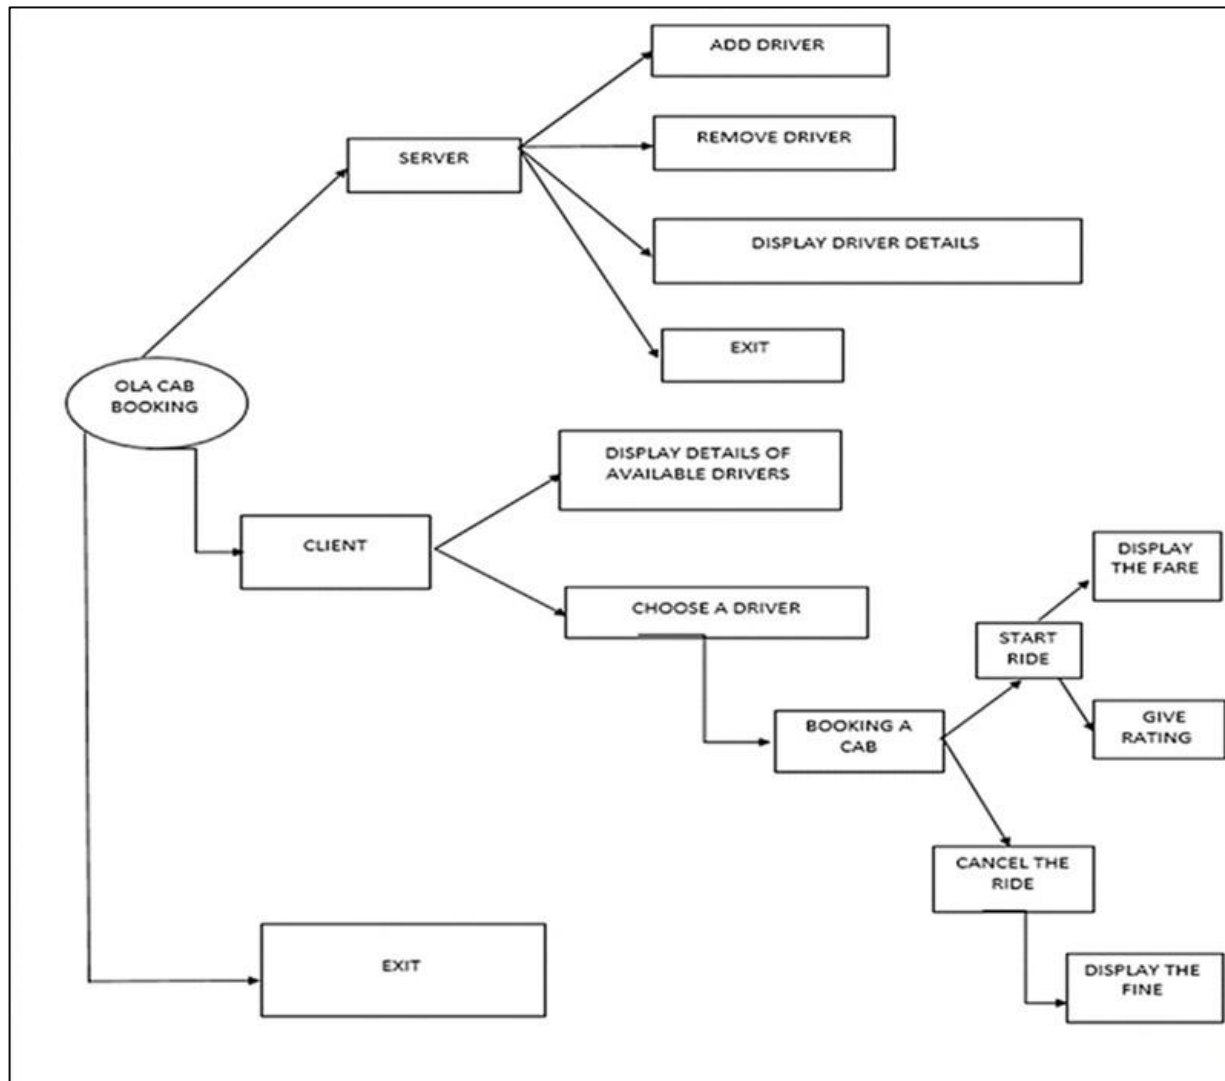 ADD DRIVER
REMOVE DRIVER
SERVER
DISPLAY DRIVER DETAILS
EXIT
OLA CAB
BOOKING
DISPLAY DETAILS OF
AVAILABLE DRIVERS
CLIENT
CHOOSE A DRIVER
DISPLAY
THE FARE
START
RIDE
GIVE
RATING
BOOKING A
CAB
CANCEL THE
RIDE
EXIT
DISPLAY THE
FINE